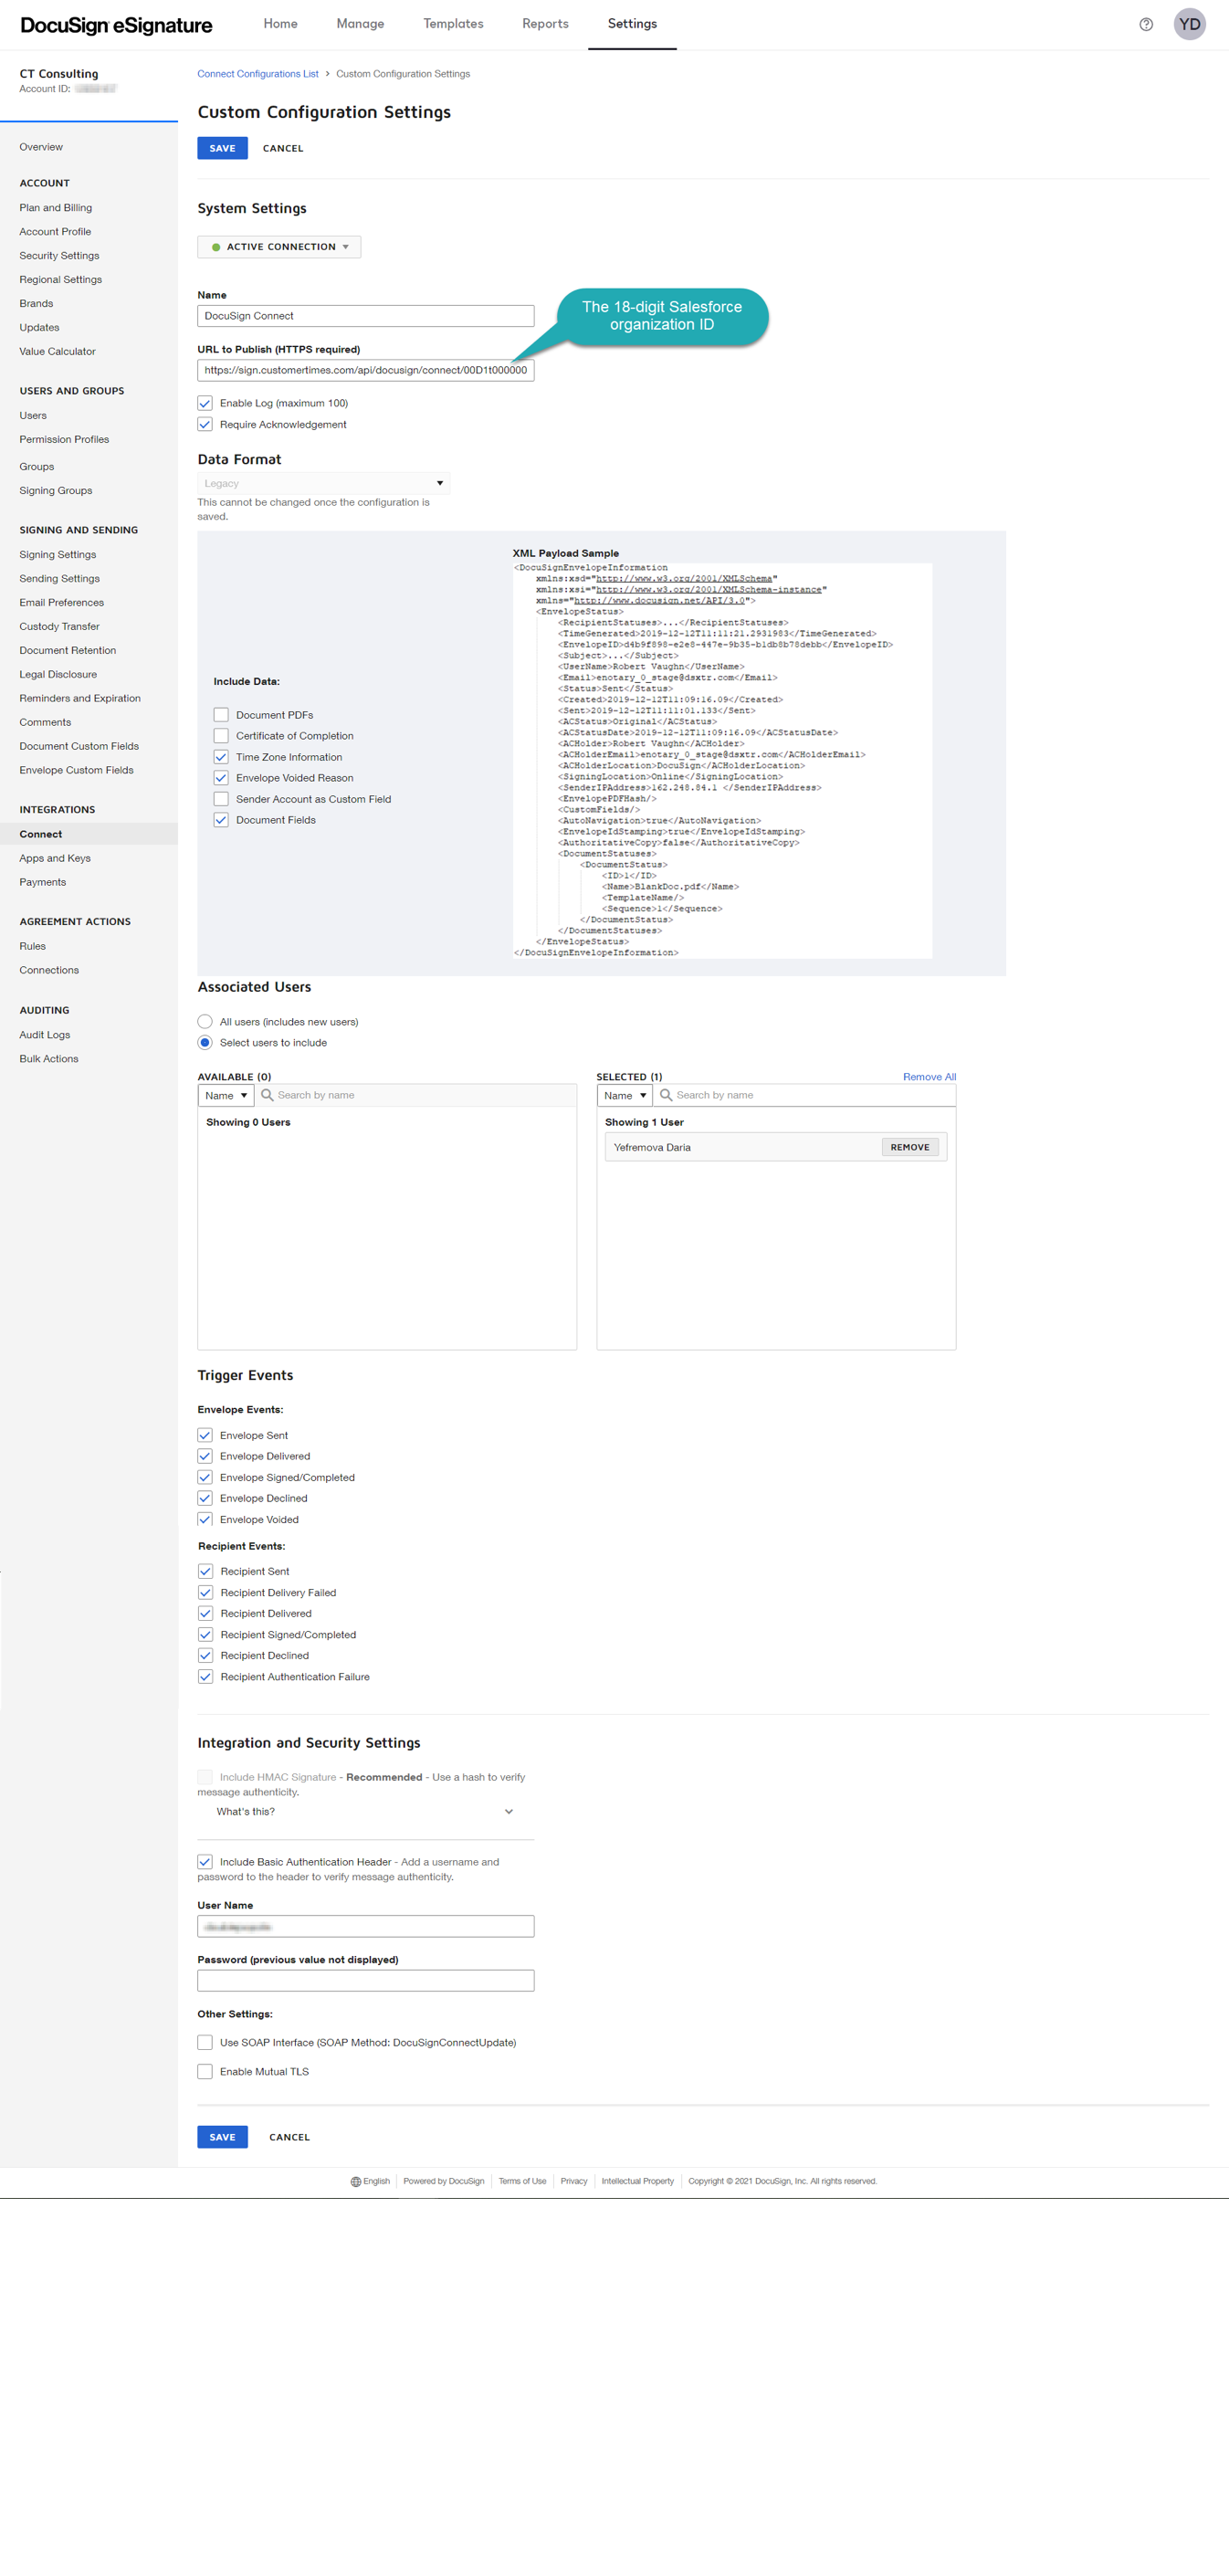 DocuSign eSignature
Home
Manage
Templates
Reports
Settings
YD
CT Consulting
Account ID:
Overview
ACCOUNT
Plan and Billing
Account Profile
Security Settings
Regional Settings
Brands
Updates
Value Calculator
USERS AND GROUPS
Users
Permission Profiles
Groups
Signing Groups
SIGNING AND SENDING
Signing Settings
Sending Settings
Email Preferences
Custody Transfer
Document Retention
Legal Disclosure
Reminders and Expiration
Comments
Document Custom Fields
Envelope Custom Fields
INTEGRATIONS
Connect
Apps and Keys
Payments
AGREEMENT ACTIONS
Rules
Connections
AUDITING
Audit Logs
Bulk Actions
Connect Configurations List > Custom Configuration Settings
Custom Configuration Settings
SAVE CANCEL
System Settings
ACTIVE CONNECTION
Name
DocuSign Connect
The 18-digit Salesforce
organization ID
URL to Publish (HTTPS required)
https://sign.customertimes.com/api/docusign/connect/00D1t000000
Enable Log (maximum 100)
Require Acknowledgement
Data Format
Legacy
This cannot be changed once the configuration is
saved.
Include Data:
Document PDFs
Certificate of Completion
Time Zone Information
Envelope Voided Reason
Sender Account as Custom Field
Document Fields
XML Payload Sample
<DocuSignEnvelopeInformation
xmlns:xsd="http://www.w3.org/2001/XMLSchema"
xmlns:xsi="http://www.w3.org/2001/XMLSchema-instance"
xmlns="http://www.docusign.net/API/3.0">
<EnvelopeStatus>
<RecipientStatuses>...</RecipientStatuses>
<TimeGenerated>2019-12-12T11:11:21.2931983</TimeGenerated>
<EnvelopeID>d4b9f898-e2e8-447e-9b35-b1db8b78debb</EnvelopeID>
<Subject>...</Subject>
<UserName>Robert Vaughn</UserName>
<Email>enotary_0_stage@dsxtr.com</Email>
<Status>Sent</Status>
<Created>2019-12-12T11:09:16.09</Created>
<Sent>2019-12-12T11:11:01.133</Sent>
<ACStatus>Original</ACStatus>
<ACStatusDate>2019-12-12T11:09:16.09</ACStatusDate>
<ACHolder>Robert Vaughn</ACHolder>
<ACHolderEmail>enotary_0_stage@dsxtr.com</ACHolderEmail>
<ACHolderLocation>DocuSign</ACHolderLocation>
<SigningLocation>Online</SigningLocation>
<SenderIPAddress>162.248.84.1 </SenderIPAddress>
<EnvelopePDFHash/>
<CustomFields/>
<AutoNavigation>true</AutoNavigation>
<EnvelopeIdStamping>true</EnvelopeIdStamping>
<AuthoritativeCopy>false</AuthoritativeCopy>
<DocumentStatuses>
<DocumentStatus>
<ID>1</ID>
<Name>BlankDoc.pdf</Name>
<TemplateName/>
<Sequence>1</Sequence>
</DocumentStatus>
</DocumentStatuses>
</EnvelopeStatus>
</DocuSignEnvelopeInformation>
Associated Users
All users (includes new users)
Select users to include
AVAILABLE (0)
Name Search by name
Showing 0 Users
SELECTED (1) Remove All
Name Search by name
Showing 1 User
Yefremova Daria REMOVE
Trigger Events
Envelope Events:
Envelope Sent
Envelope Delivered
Envelope Signed/Completed
Envelope Declined
Envelope Voided
Recipient Events:
Recipient Sent
Recipient Delivery Failed
Recipient Delivered
Recipient Signed/Completed
Recipient Declined
Recipient Authentication Failure
Integration and Security Settings
Include HMAC Signature - Recommended - Use a hash to verify
message authenticity.
What's this?
Include Basic Authentication Header - Add a username and
password to the header to verify message authenticity.
User Name
Password (previous value not displayed)
Other Settings:
Use SOAP Interface (SOAP Method: DocuSignConnectUpdate)
Enable Mutual TLS
SAVE CANCEL
English Powered by DocuSign Terms of Use Privacy Intellectual Property Copyright © 2021 DocuSign, Inc. All rights reserved.